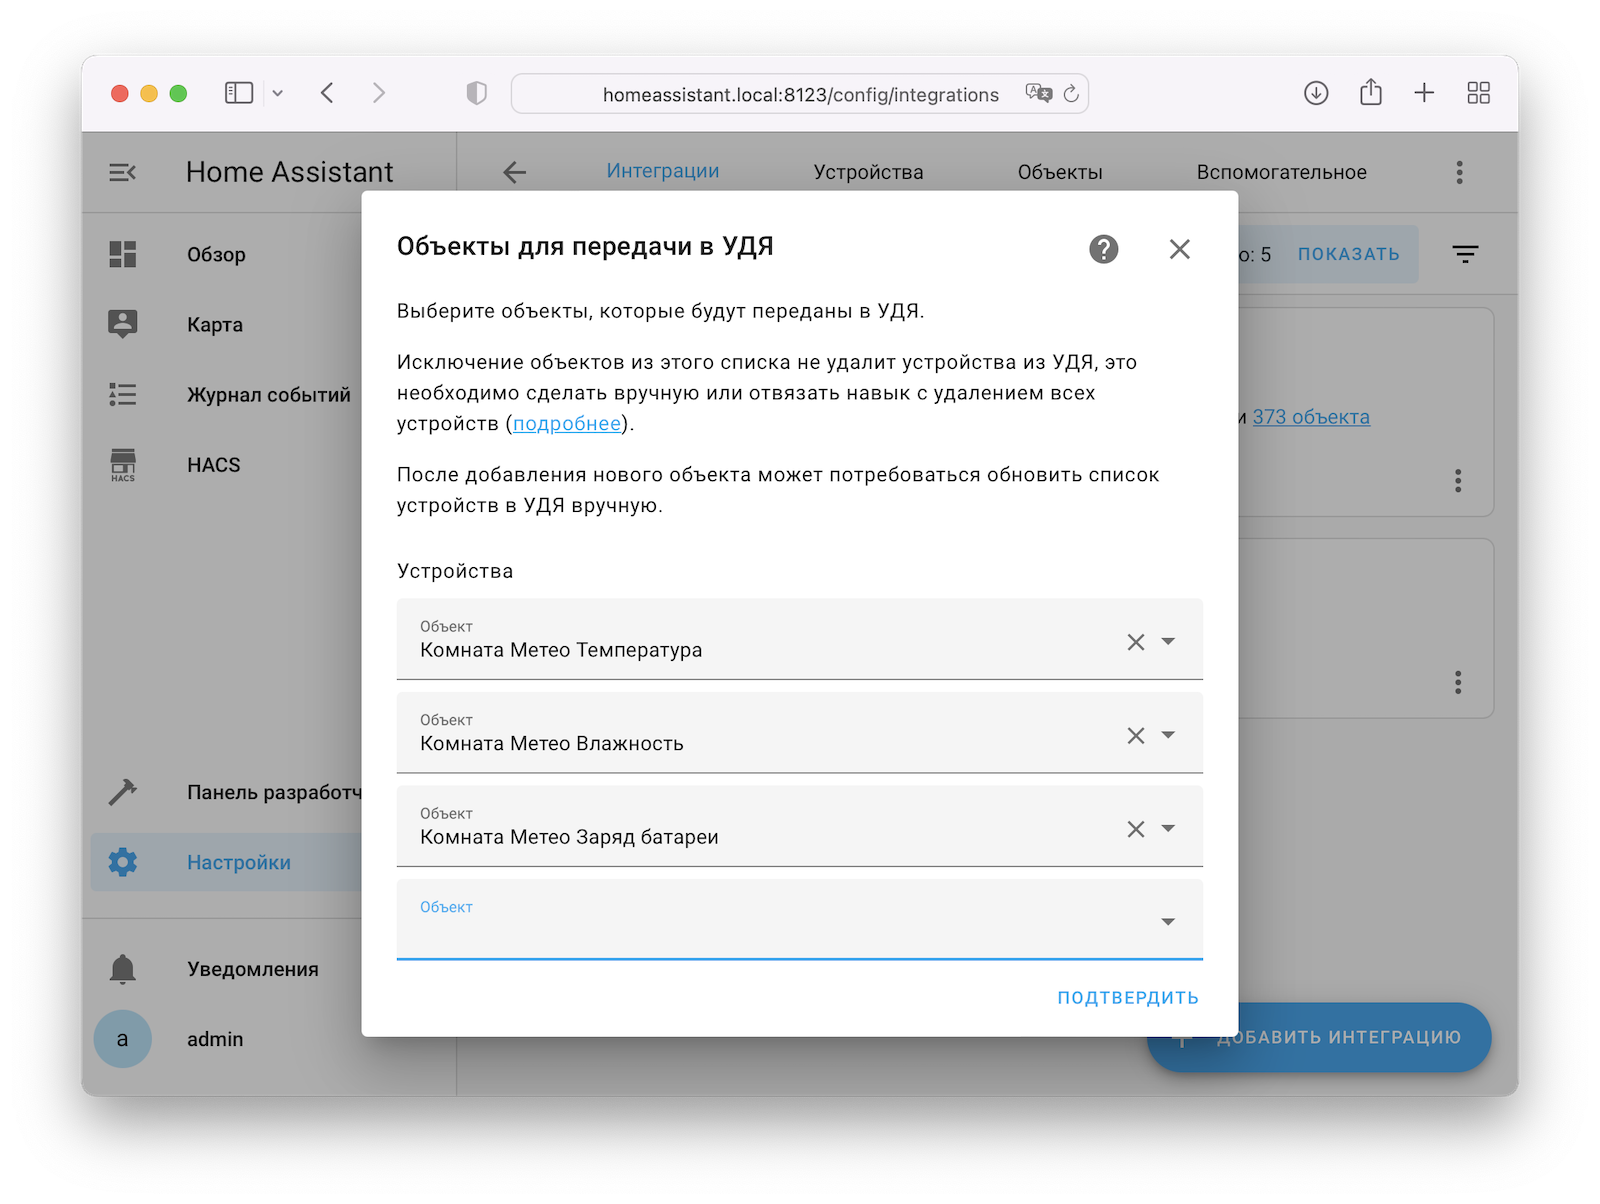 homeassistant.local:8123/config/integrations
Home Assistant
Интеграции
Устройства
Объекты
Вспомогательное
Обзор
Карта
Журнал событий
HACS
HACS
Панель разработч
Настройки
Уведомления
a
admin
о: 5
ПОКАЗАТЬ
и 373 объекта
Объекты для передачи в УДЯ
Выберите объекты, которые будут переданы в УДЯ.
Исключение объектов из этого списка не удалит устройства из УДЯ, это
необходимо сделать вручную или отвязать навык с удалением всех
устройств (подробнее).
После добавления нового объекта может потребоваться обновить список
устройств в УДЯ вручную.
Устройства
Объект
Комната Метео Температура
Объект
Комната Метео Влажность
Объект
Комната Метео Заряд батареи
Объект
ПОДТВЕРДИТЬ
ДОБАВИТЬ ИНТЕГРАЦИЮ